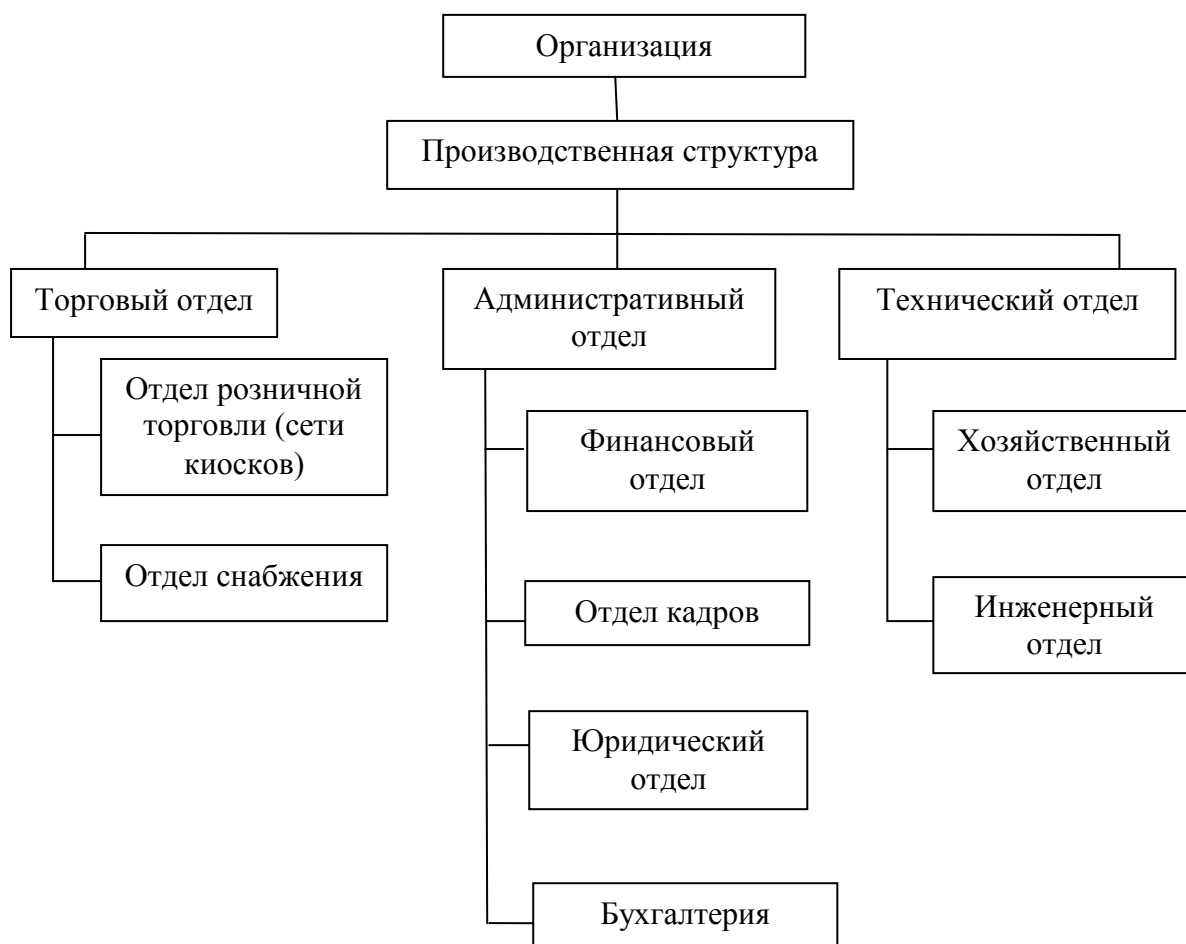 Организация
Производственная структура
Торговый отдел
Отдел розничной
торговли (сети
киосков)
Отдел снабжения
Административный
отдел
Финансовый
отдел
Отдел кадров
Юридический
отдел
Бухгалтерия
Технический отдел
Хозяйственный
отдел
Инженерный
отдел